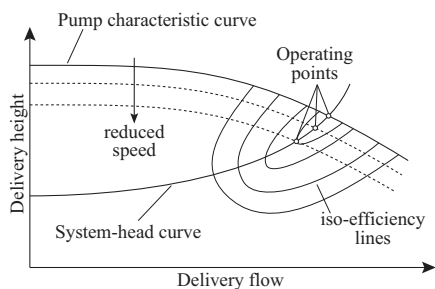 Pump characteristic curve
Operating
points
reduced
speed
Delivery height
System-head curve
iso-efficiency
lines
Delivery flow